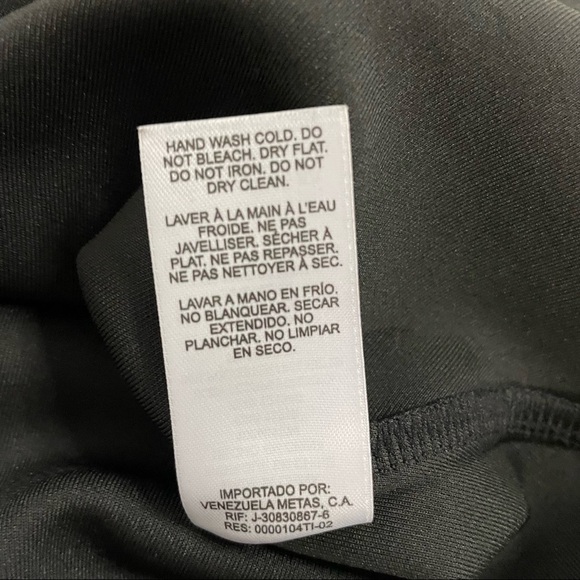 HAND WASH COLD. DO
NOT BLEACH. DRY FLAT.
DO NOT IRON. DO NOT
DRY CLEAN.
LAVER À LA MAIN À L'EAU
FROIDE. NE PAS
JAVELLISER. SÉCHER À
PLAT. NE PAS REPASSER.
NE PAS NETTOYER À SEC.
LAVAR A MANO EN FRÍO.
NO BLANQUEAR. SECAR
EXTENDIDO. NO
PLANCHAR. NO LIMPIAR
EN SECO.
IMPORTADO POR:
VENEZUELA METAS, C.A.
RIF: J-30830867-6
RES: 0000104TI-02